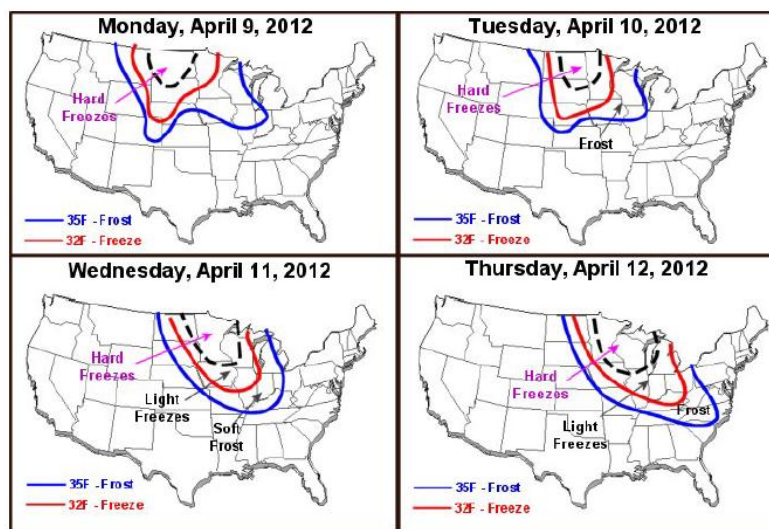 Monday, April 9, 2012
Hard
Freezes
35F - Frost
32F - Freeze
Tuesday, April 10, 2012
Hard
Freezes
Frost
35F - Frost
32F - Freeze
Wednesday, April 11, 2012
Hard
Freezes
Light
Freezes
Soft
Frost
35F - Frost
32F - Freeze
Thursday, April 12, 2012
Hard
Freezes
Light
Freezes
Frost
35F - Frost
32F - Freeze